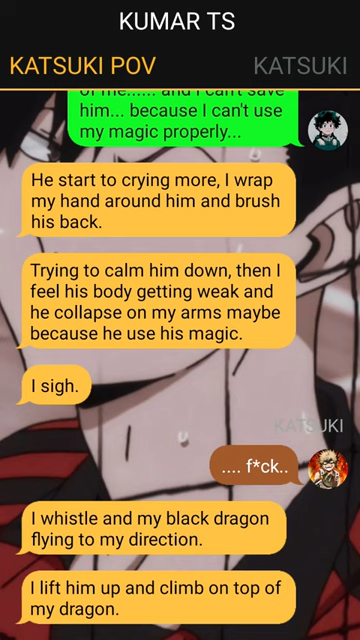 KUMAR TS
KATSUKI POV
KATSUKI
of me...... and I can't save
him... because I can't use
my magic properly...
He start to crying more, I wrap
my hand around him and brush
his back.
Trying to calm him down, then I
feel his body getting weak and
he collapse on my arms maybe
because he use his magic.
I sigh.
KATSUKI
.... f*ck..
I whistle and my black dragon
flying to my direction.
I lift him up and climb on top of
my dragon.